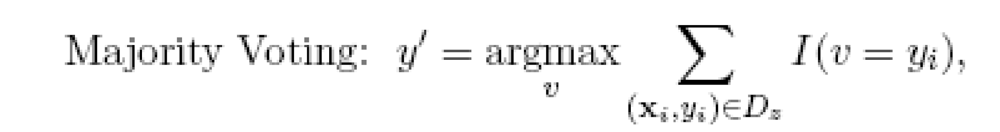 Majority Voting: y′ = argmax_v ∑_{(x_i, y_i)∈D_z} I(v = y_i),